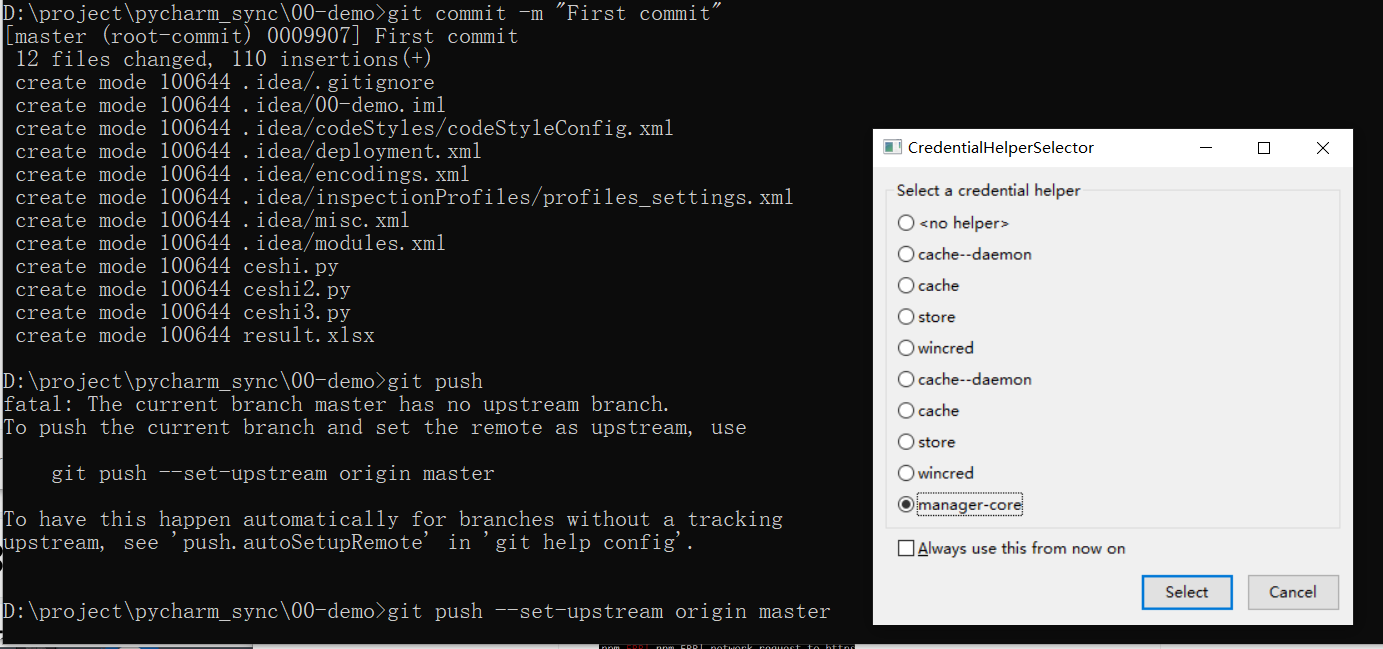 D:\project\pycharm_sync\00-demo>git commit -m "First commit"
[master (root-commit) 0009907] First commit
 12 files changed, 110 insertions(+)
 create mode 100644 .idea/.gitignore
 create mode 100644 .idea/00-demo.iml
 create mode 100644 .idea/codeStyles/codeStyleConfig.xml
 create mode 100644 .idea/deployment.xml
 create mode 100644 .idea/encodings.xml
 create mode 100644 .idea/inspectionProfiles/profiles_settings.xml
 create mode 100644 .idea/misc.xml
 create mode 100644 .idea/modules.xml
 create mode 100644 ceshi.py
 create mode 100644 ceshi2.py
 create mode 100644 ceshi3.py
 create mode 100644 result.xlsx
D:\project\pycharm_sync\00-demo>git push
fatal: The current branch master has no upstream branch.
To push the current branch and set the remote as upstream, use
    git push --set-upstream origin master
To have this happen automatically for branches without a tracking
upstream, see 'push.autoSetupRemote' in 'git help config'.
D:\project\pycharm_sync\00-demo>git push --set-upstream origin master
CredentialHelperSelector
Select a credential helper
<no helper>
cache--daemon
cache
store
wincred
cache--daemon
cache
store
wincred
manager-core
Always use this from now on
Select
Cancel